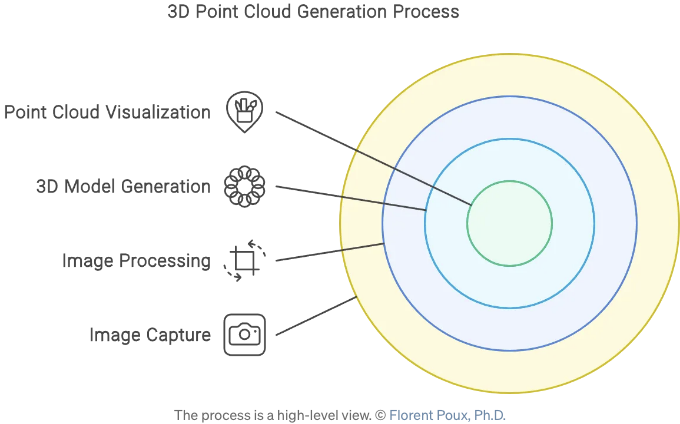 3D Point Cloud Generation Process
Point Cloud Visualization
3D Model Generation
Image Processing
Image Capture
The process is a high-level view. © Florent Poux, Ph.D.